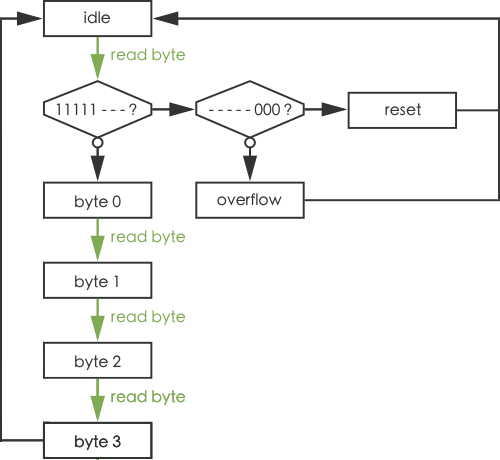 idle
read byte
11111 - - - ?
- - - - - 000 ?
reset
byte 0
overflow
read byte
byte 1
read byte
byte 2
read byte
byte 3